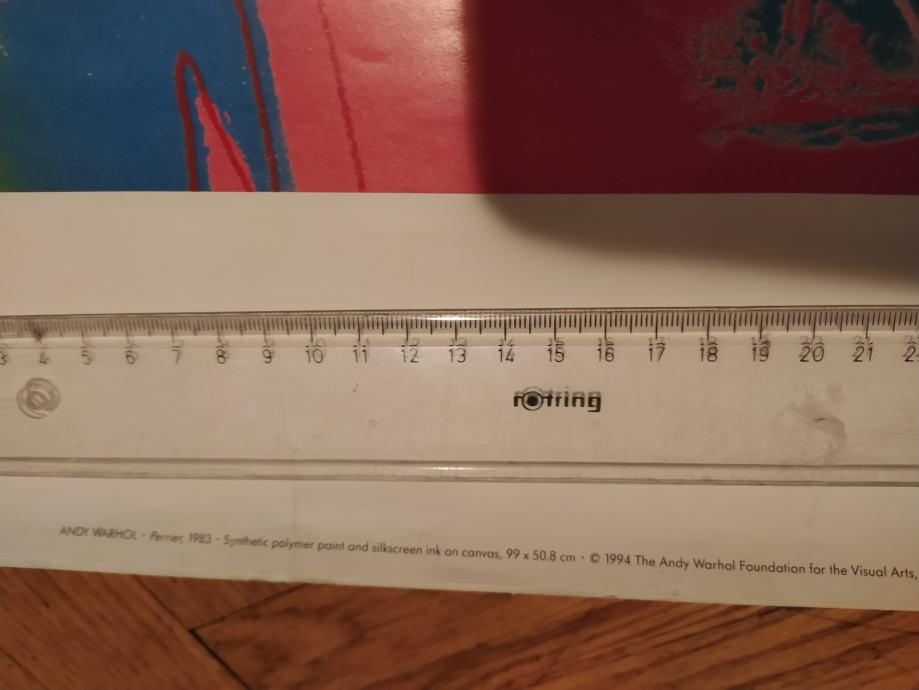 3 4 5 6 7 8 9 10 11 12 13 14 15 16 17 18 19 20 21
rotring
ANDY WARHOL · Perrier, 1983 · Synthetic polymer paint and silkscreen ink on canvas, 99 x 50.8 cm · © 1994 The Andy Warhol Foundation for the Visual Arts,